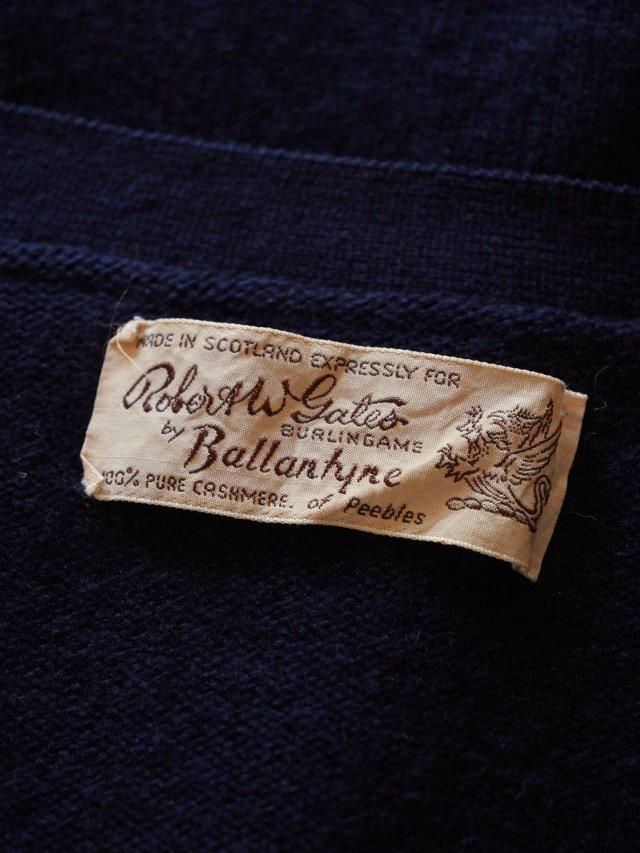 MADE IN SCOTLAND EXPRESSLY FOR
Robert W Gates
BURLINGAME
by Ballantyne
100% PURE CASHMERE. of Peebles